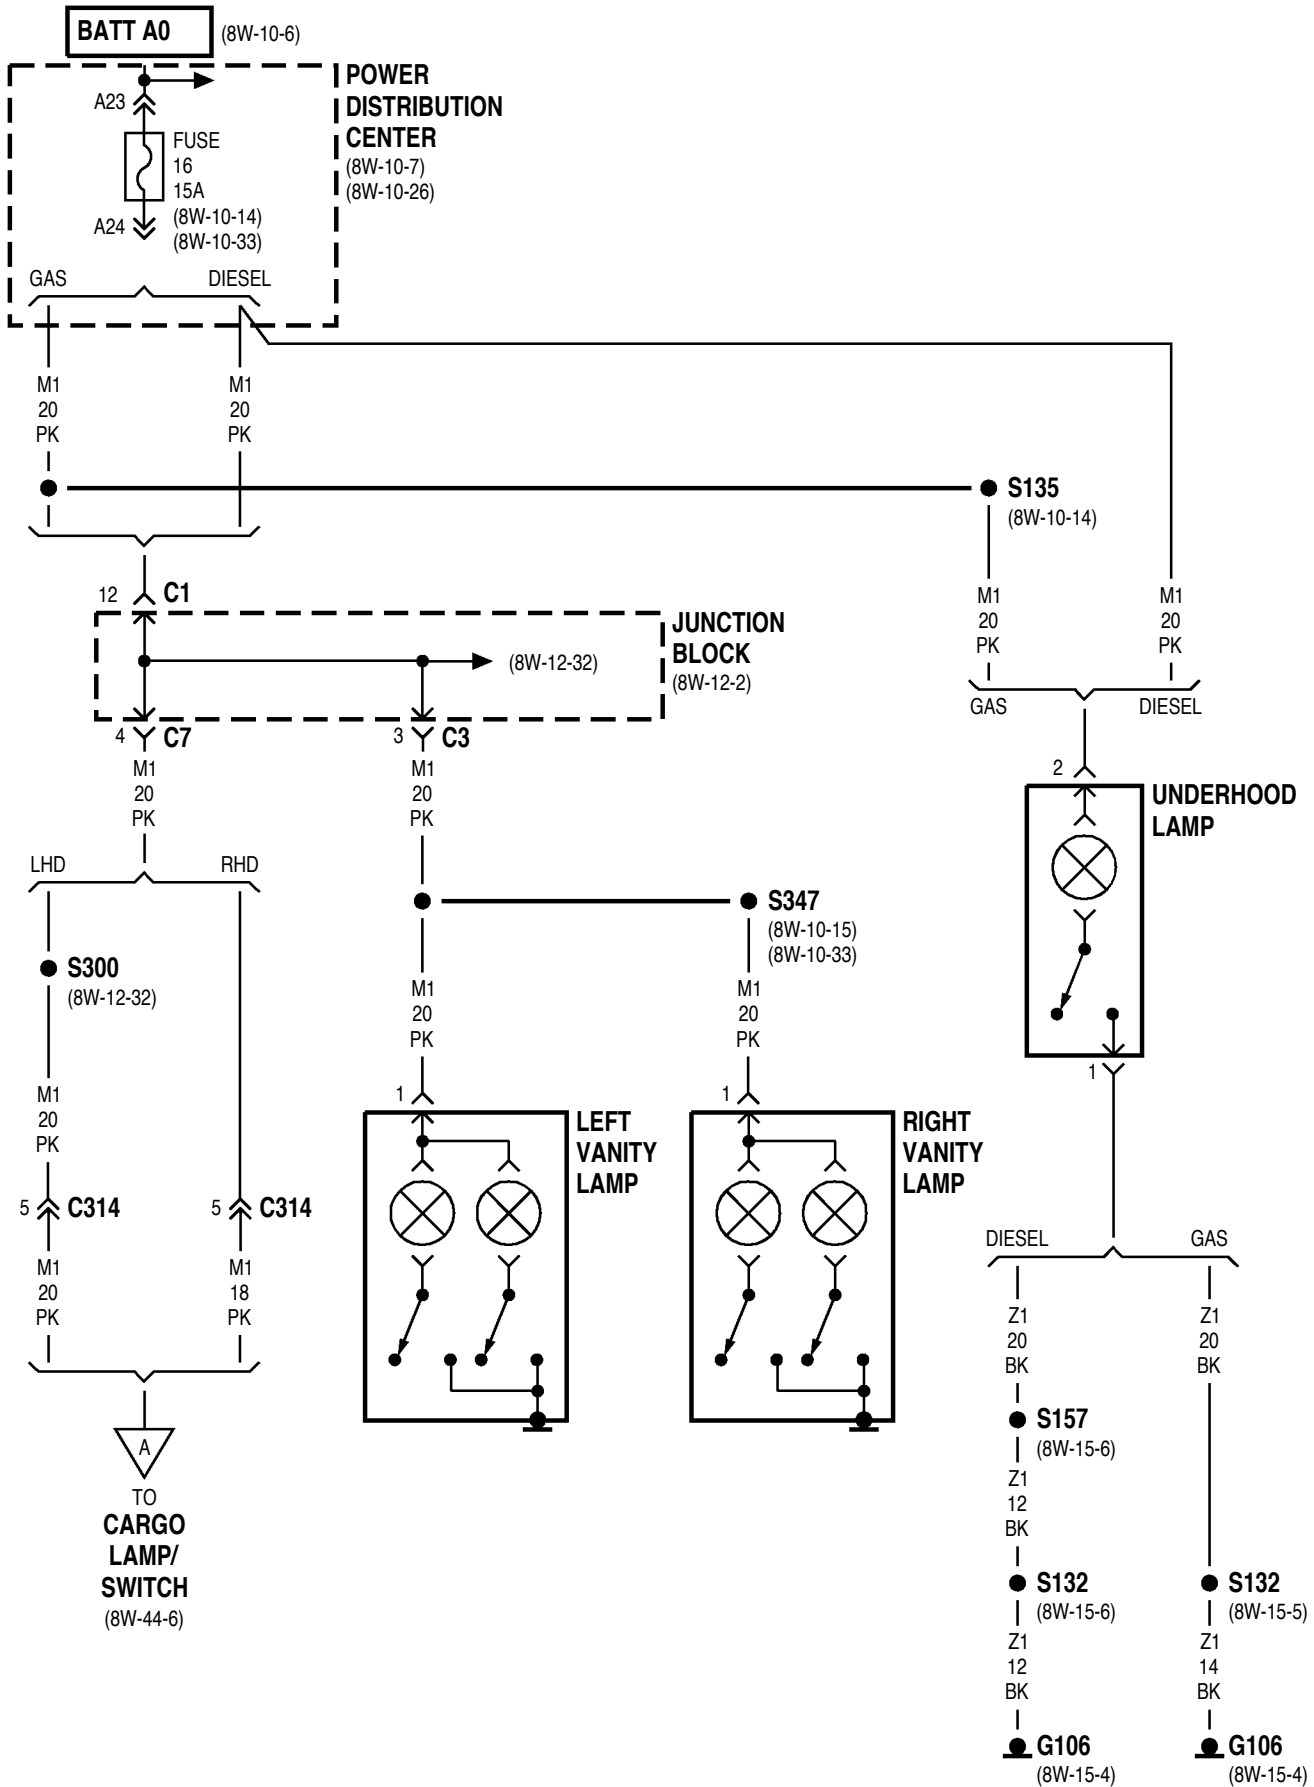 BATT A0
(8W-10-6)
POWER
DISTRIBUTION
CENTER
(8W-10-7)
(8W-10-26)
A23
FUSE
16
15A
(8W-10-14)
(8W-10-33)
A24
GAS
DIESEL
M1
20
PK
M1
20
PK
S135
(8W-10-14)
12
C1
JUNCTION
BLOCK
(8W-12-2)
(8W-12-32)
4
C7
3
C3
M1
20
PK
M1
20
PK
M1
20
PK
M1
20
PK
GAS
DIESEL
2
UNDERHOOD
LAMP
1
LHD
RHD
S300
(8W-12-32)
S347
(8W-10-15)
(8W-10-33)
M1
20
PK
M1
20
PK
M1
20
PK
5
C314
5
C314
M1
20
PK
M1
18
PK
1
LEFT
VANITY
LAMP
1
RIGHT
VANITY
LAMP
A
TO
CARGO
LAMP/
SWITCH
(8W-44-6)
DIESEL
GAS
Z1
20
BK
Z1
20
BK
S157
(8W-15-6)
Z1
12
BK
S132
(8W-15-6)
S132
(8W-15-5)
Z1
12
BK
Z1
14
BK
G106
(8W-15-4)
G106
(8W-15-4)